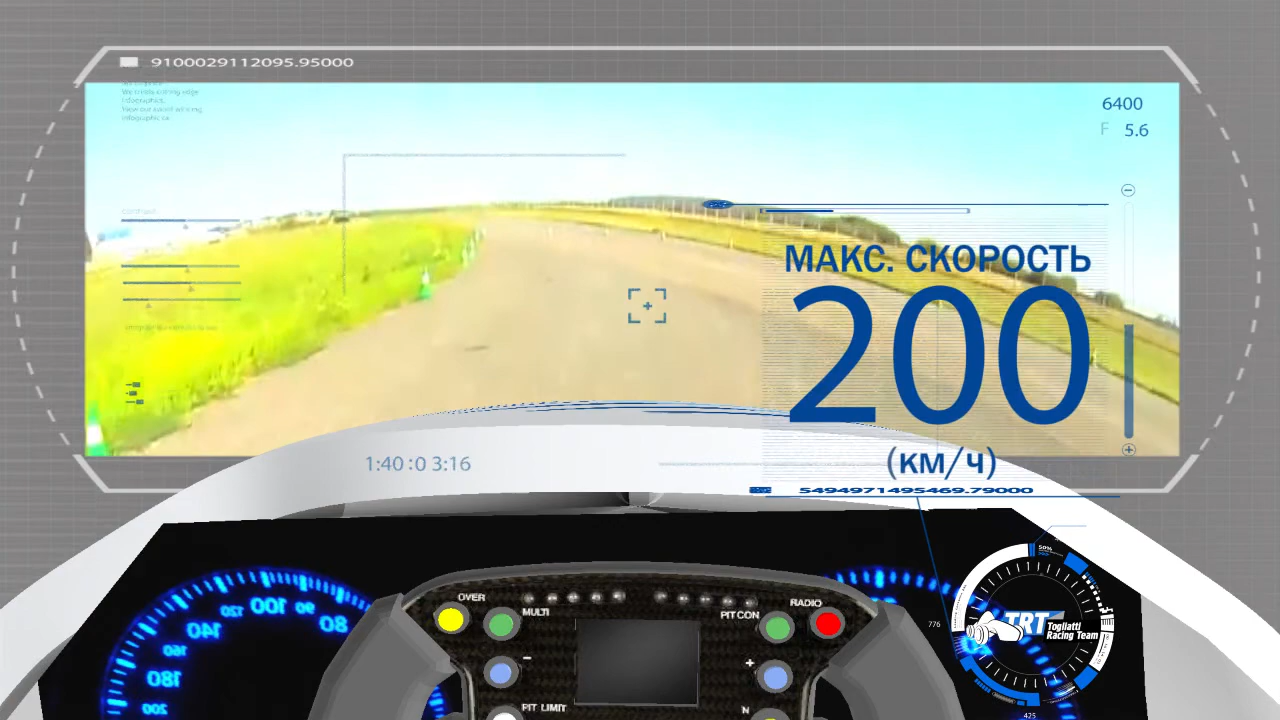 9100029112095.95000
6400
F 5.6
МАКС. СКОРОСТЬ
200
(КМ/Ч)
1:40:0 3:16
5494971495469.79000
50%
OVER
MULTI
PIT CON
RADIO
80
90
100
120
140
160
180
200
776
TRT
Togliatti
Racing Team
PIT LIMIT
N
425